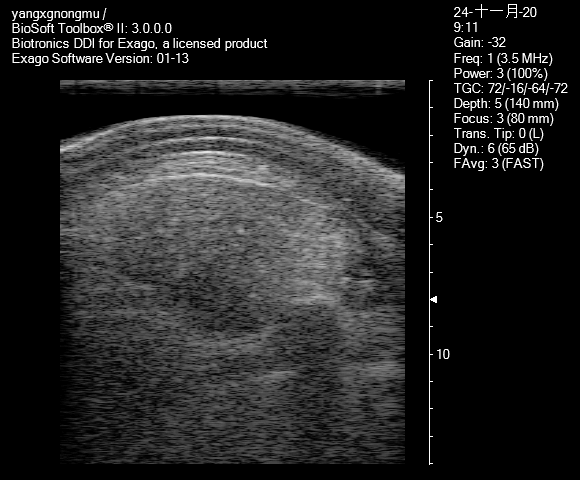 yangxgnongmu /
BioSoft Toolbox® II: 3.0.0.0
Biotronics DDI for Exago, a licensed product
Exago Software Version: 01-13
24-十一月-20
9:11
Gain: -32
Freq: 1 (3.5 MHz)
Power: 3 (100%)
TGC: 72/-16/-64/-72
Depth: 5 (140 mm)
Focus: 3 (80 mm)
Trans. Tip: 0 (L)
Dyn.: 6 (65 dB)
FAvg: 3 (FAST)
5
10